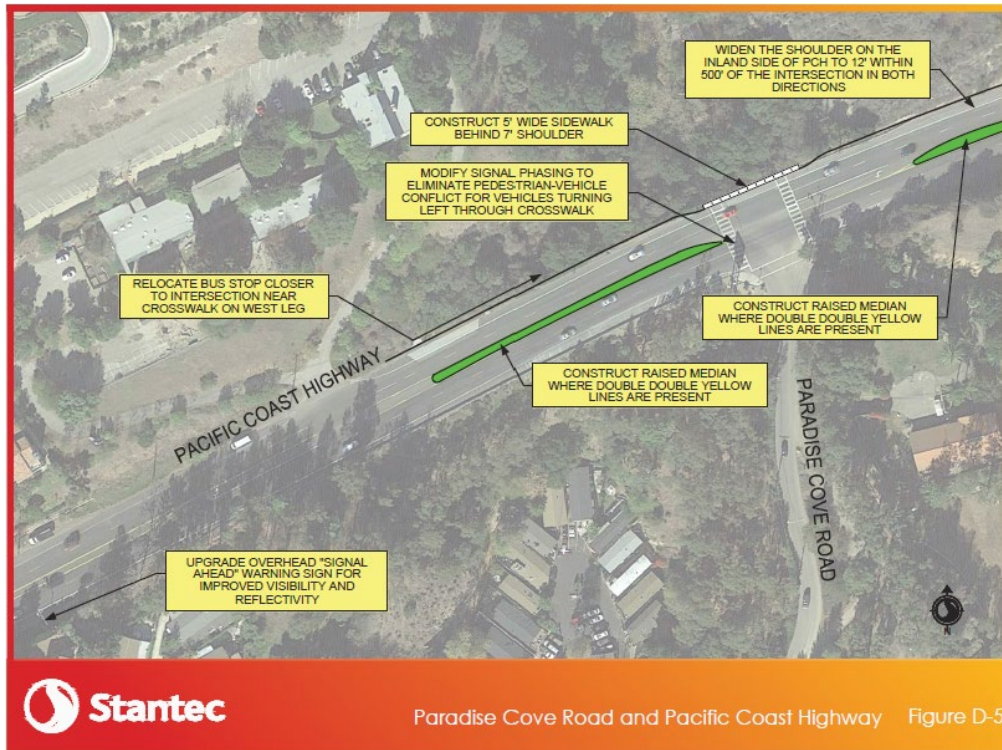 WIDEN THE SHOULDER ON THE
INLAND SIDE OF PCH TO 12' WITHIN
500' OF THE INTERSECTION IN BOTH
DIRECTIONS
CONSTRUCT 5' WIDE SIDEWALK
BEHIND 7' SHOULDER
MODIFY SIGNAL PHASING TO
ELIMINATE PEDESTRIAN-VEHICLE
CONFLICT FOR VEHICLES TURNING
LEFT THROUGH CROSSWALK
RELOCATE BUS STOP CLOSER
TO INTERSECTION NEAR
CROSSWALK ON WEST LEG
CONSTRUCT RAISED MEDIAN
WHERE DOUBLE DOUBLE YELLOW
LINES ARE PRESENT
CONSTRUCT RAISED MEDIAN
WHERE DOUBLE DOUBLE YELLOW
LINES ARE PRESENT
PACIFIC COAST HIGHWAY
PARADISE COVE ROAD
UPGRADE OVERHEAD "SIGNAL
AHEAD" WARNING SIGN FOR
IMPROVED VISIBILITY AND
REFLECTIVITY
N
Stantec
Paradise Cove Road and Pacific Coast Highway Figure D-5